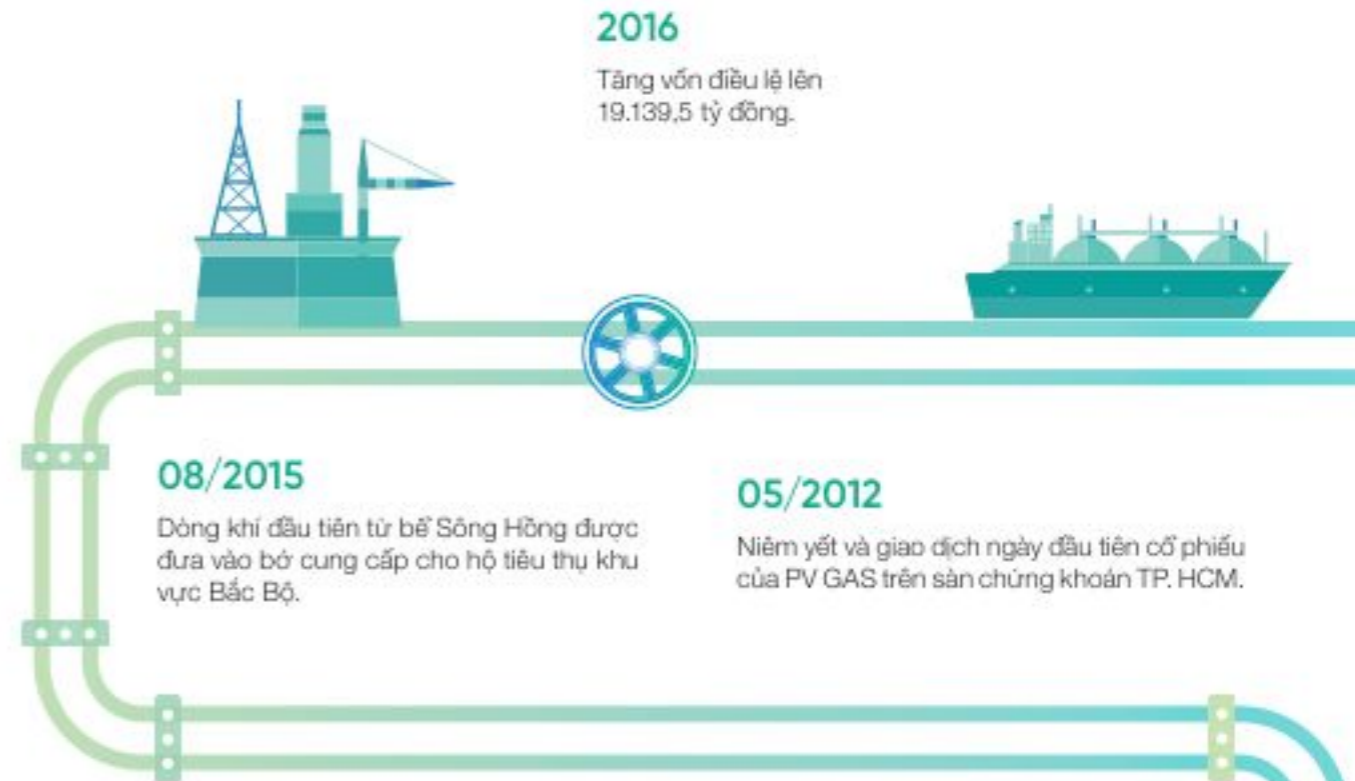 2016
Tăng vốn điều lệ lên
19.139,5 tỷ đồng.
08/2015
Dòng khí đầu tiên từ bể Sông Hồng được
đưa vào bờ cung cấp cho hộ tiêu thụ khu
vực Bắc Bộ.
05/2012
Niêm yết và giao dịch ngày đầu tiên cổ phiếu
của PV GAS trên sàn chứng khoán TP. HCM.